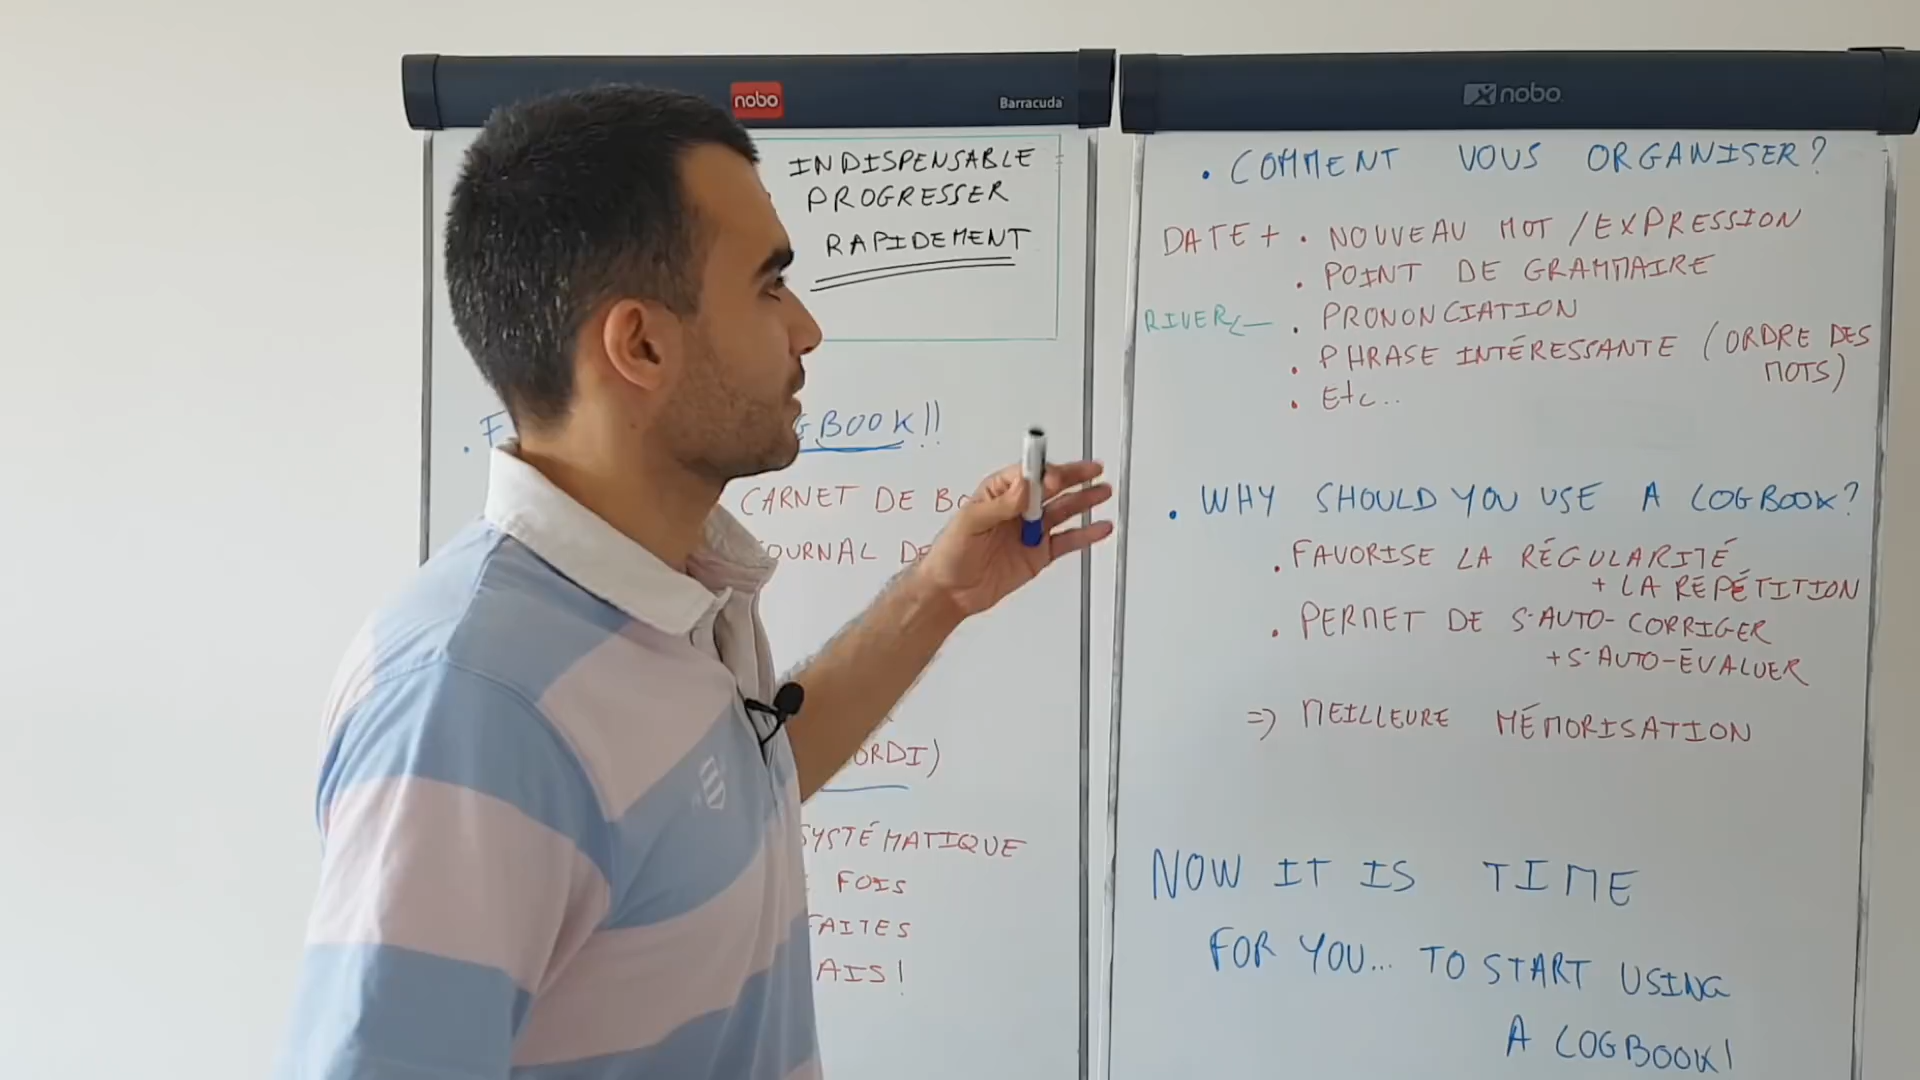 nobo
Barracuda
INDISPENSABLE
PROGRESSER
RAPIDEMENT
BOOK!!
CARNET DE
JOURNAL DE
ORDI)
SYSTÉMATIQUE
FOIS
FAITES
AIS!
nobo
• COMMENT VOUS ORGANISER?
DATE + • NOUVEAU MOT / EXPRESSION
• POINT DE GRAMMAIRE
RIVER ← • PRONONCIATION
• PHRASE INTÉRESSANTE (ORDRE DES
MOTS)
• Etc...
• WHY SHOULD YOU USE A LOGBOOK?
• FAVORISE LA RÉGULARITÉ
+ LA RÉPÉTITION
• PERMET DE S'AUTO-CORRIGER
+ S'AUTO-ÉVALUER
=> MEILLEURE MÉMORISATION
NOW IT IS TIME
FOR YOU... TO START USING
A LOGBOOK!